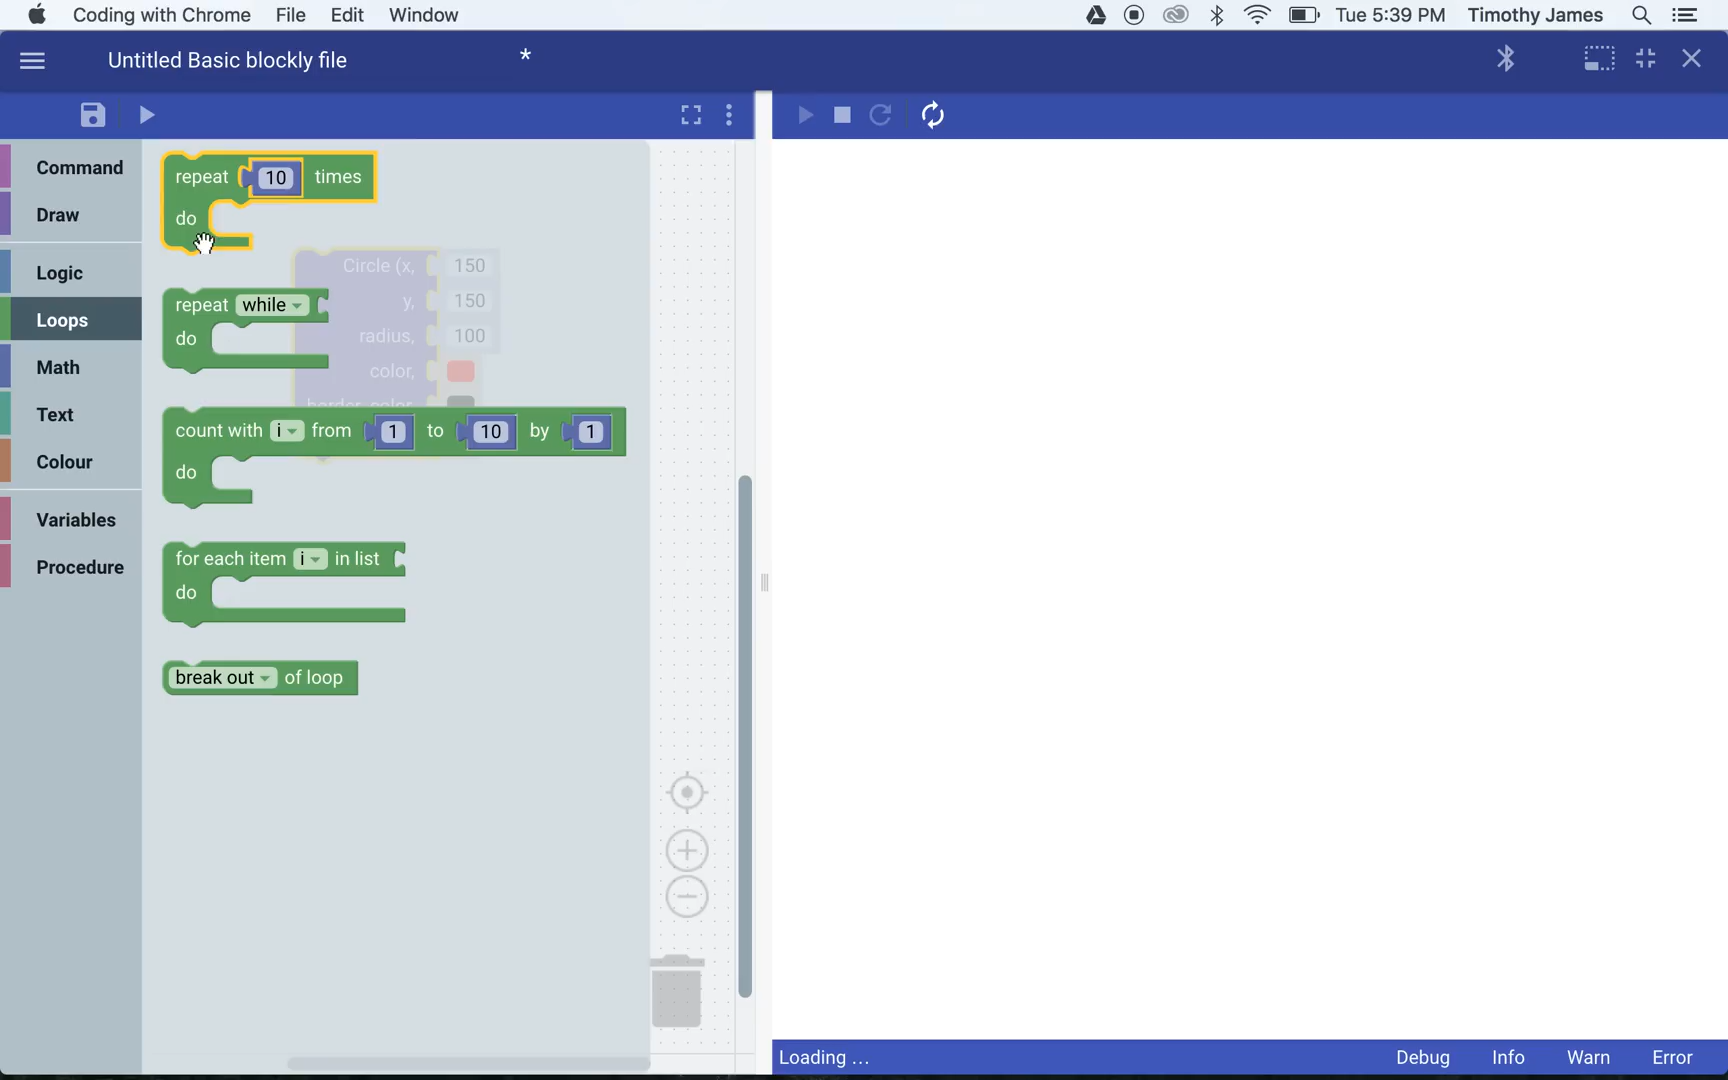 Coding with Chrome File Edit Window Tue 5:39 PM Timothy James
Untitled Basic blockly file *
Command
Draw
Logic
Loops
Math
Text
Colour
Variables
Procedure
repeat 10 times
do
Circle (x, 150
y, 150
radius, 100
color,
border color
repeat while
do
count with i from 1 to 10 by 1
do
for each item i in list
do
break out of loop
Loading ... Debug Info Warn Error